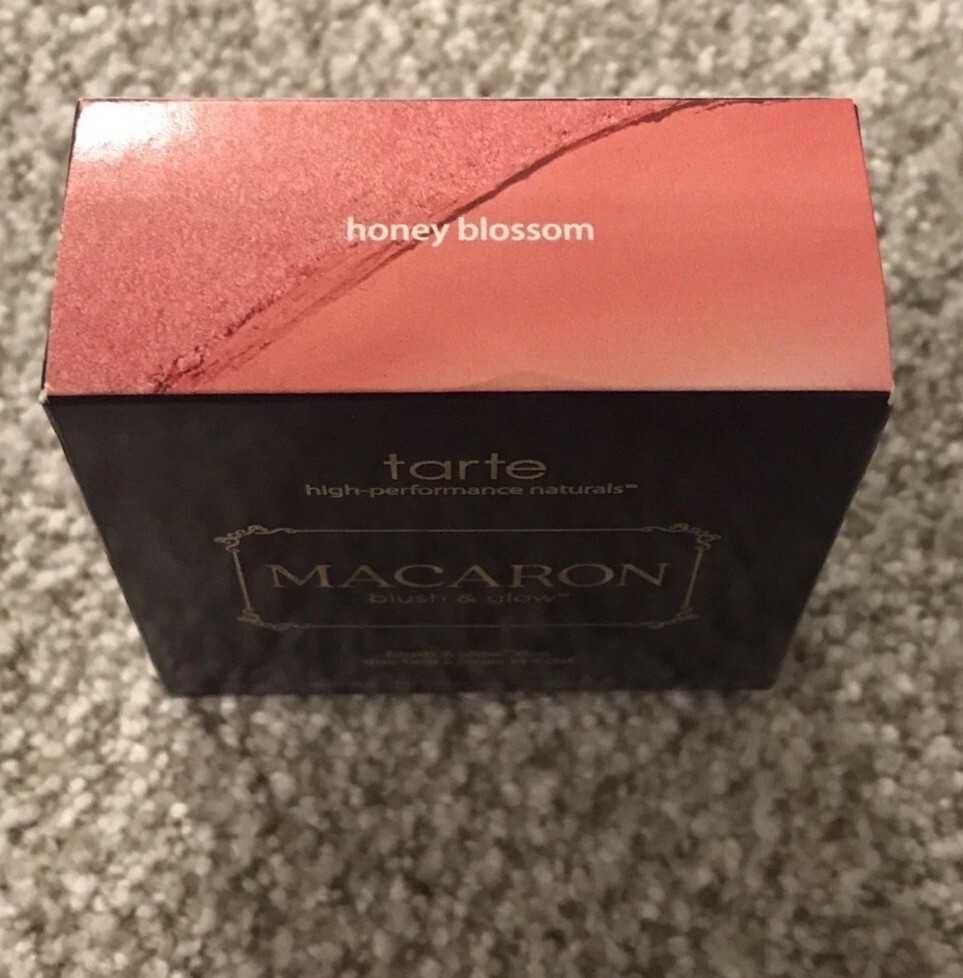 honey blossom
tarte
high-performance naturals™
MACARON
blush & glow™